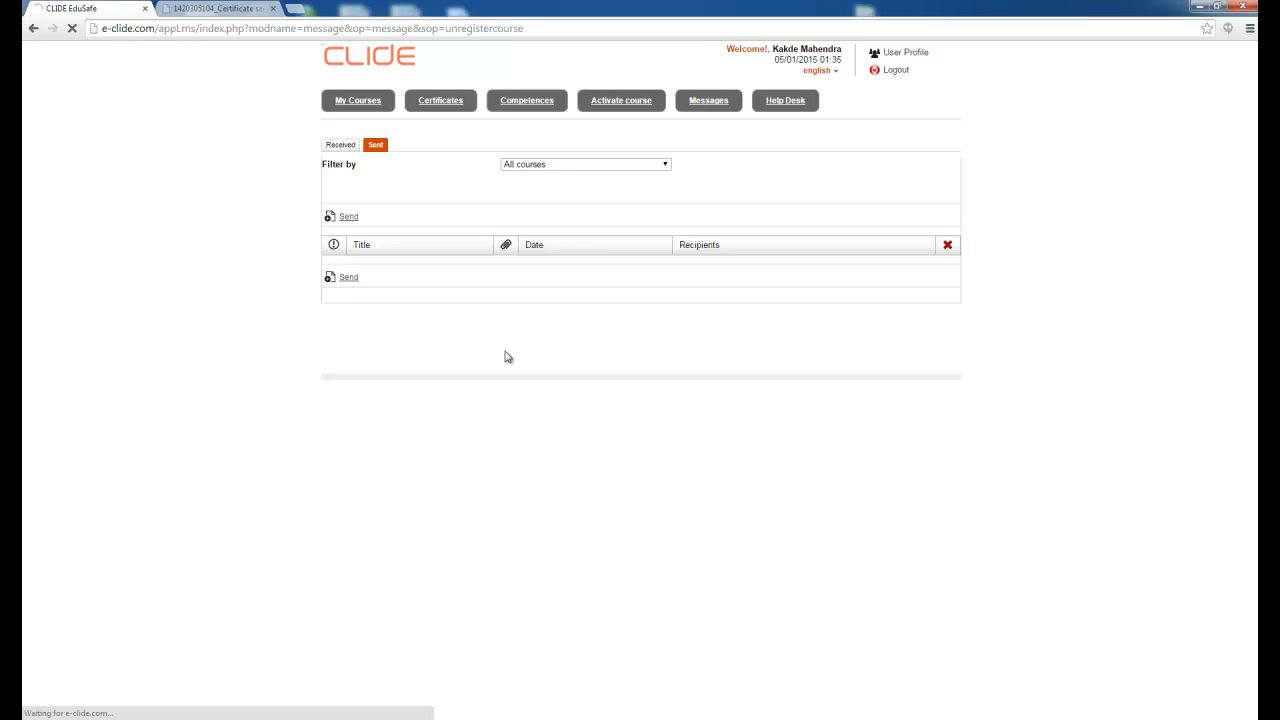 CLIDE EduSafe
1420305104_Certificate sa
e-clide.com/appLms/index.php?modname=message&op=message&sop=unregistercourse
CLIDE
Welcome!, Kakde Mahendra
05/01/2015 01:35
english
User Profile
Logout
My Courses Certificates Competences Activate course Messages Help Desk
Received Sent
Filter by All courses
Send
Title Date Recipients
Send
Waiting for e-clide.com...